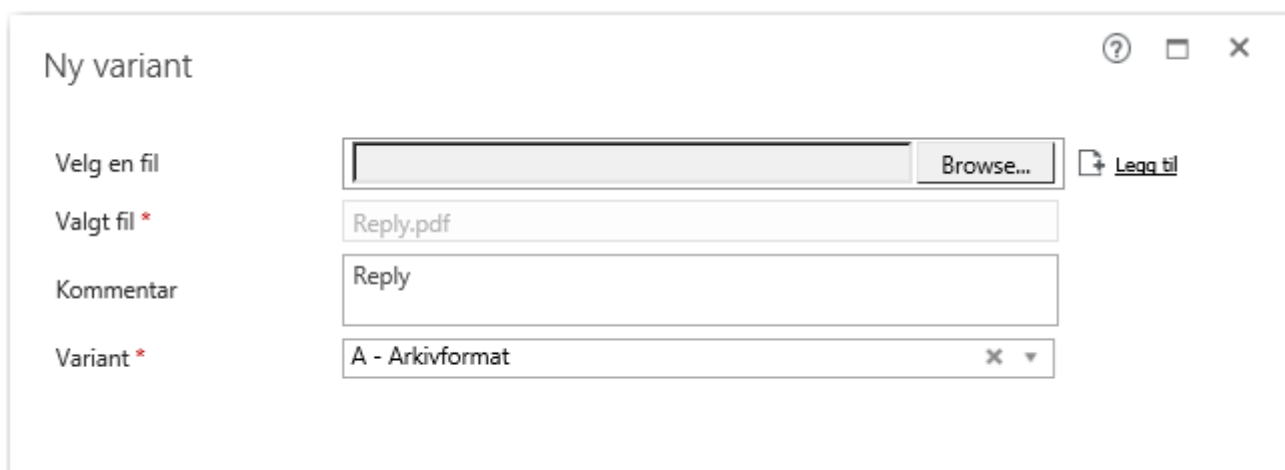 Ny variant
Velg en fil Browse... Legg til
Valgt fil * Reply.pdf
Kommentar Reply
Variant * A - Arkivformat